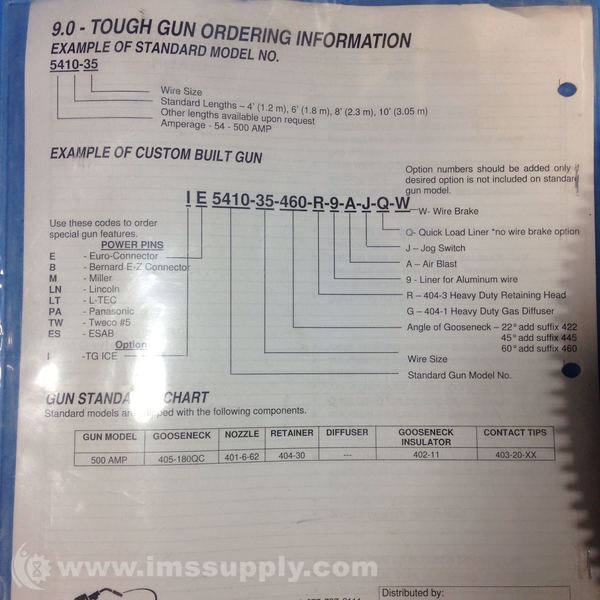 9.0 - TOUGH GUN ORDERING INFORMATION
EXAMPLE OF STANDARD MODEL NO.
5410-35
Wire Size
Standard Lengths – 4' (1.2 m), 6' (1.8 m), 8' (2.3 m), 10' (3.05 m)
Other lengths available upon request
Amperage - 54 - 500 AMP
EXAMPLE OF CUSTOM BUILT GUN
Option numbers should be added only if
desired option is not included on standard
gun model.
I E 5410-35-460-R-9-A-J-Q-W
W- Wire Brake
Q- Quick Load Liner *no wire brake option
J – Jog Switch
A – Air Blast
9 - Liner for Aluminum wire
R – 404-3 Heavy Duty Retaining Head
G – 404-1 Heavy Duty Gas Diffuser
Angle of Gooseneck – 22° add suffix 422
45° add suffix 445
60° add suffix 460
Wire Size
Standard Gun Model No.
Use these codes to order
special gun features.
POWER PINS
E - Euro-Connector
B - Bernard E-Z Connector
M - Miller
LN - Lincoln
LT - L-TEC
PA - Panasonic
TW - Tweco #5
ES - ESAB
Option
I -TG ICE
GUN STANDARD CHART
Standard models are shipped with the following components.
GUN MODEL GOOSENECK NOZZLE RETAINER DIFFUSER GOOSENECK INSULATOR CONTACT TIPS
500 AMP 405-180QC 401-6-62 404-30 --- 402-11 403-20-XX
www.imssupply.com
Distributed by: